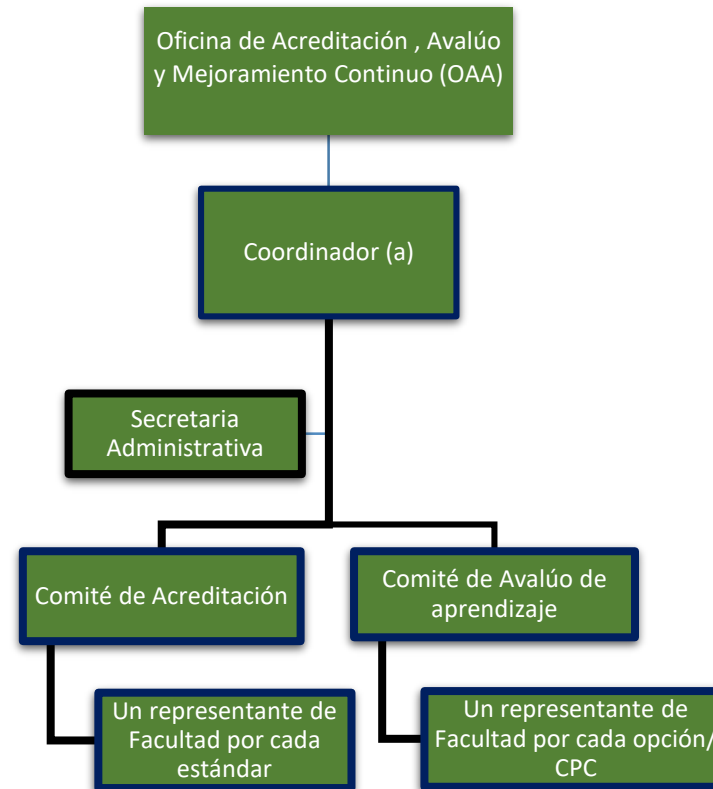 Oficina de Acreditación , Avalúo
y Mejoramiento Continuo (OAA)
Coordinador (a)
Secretaria
Administrativa
Comité de Acreditación
Comité de Avalúo de
aprendizaje
Un representante de
Facultad por cada
estándar
Un representante de
Facultad por cada opción/
CPC